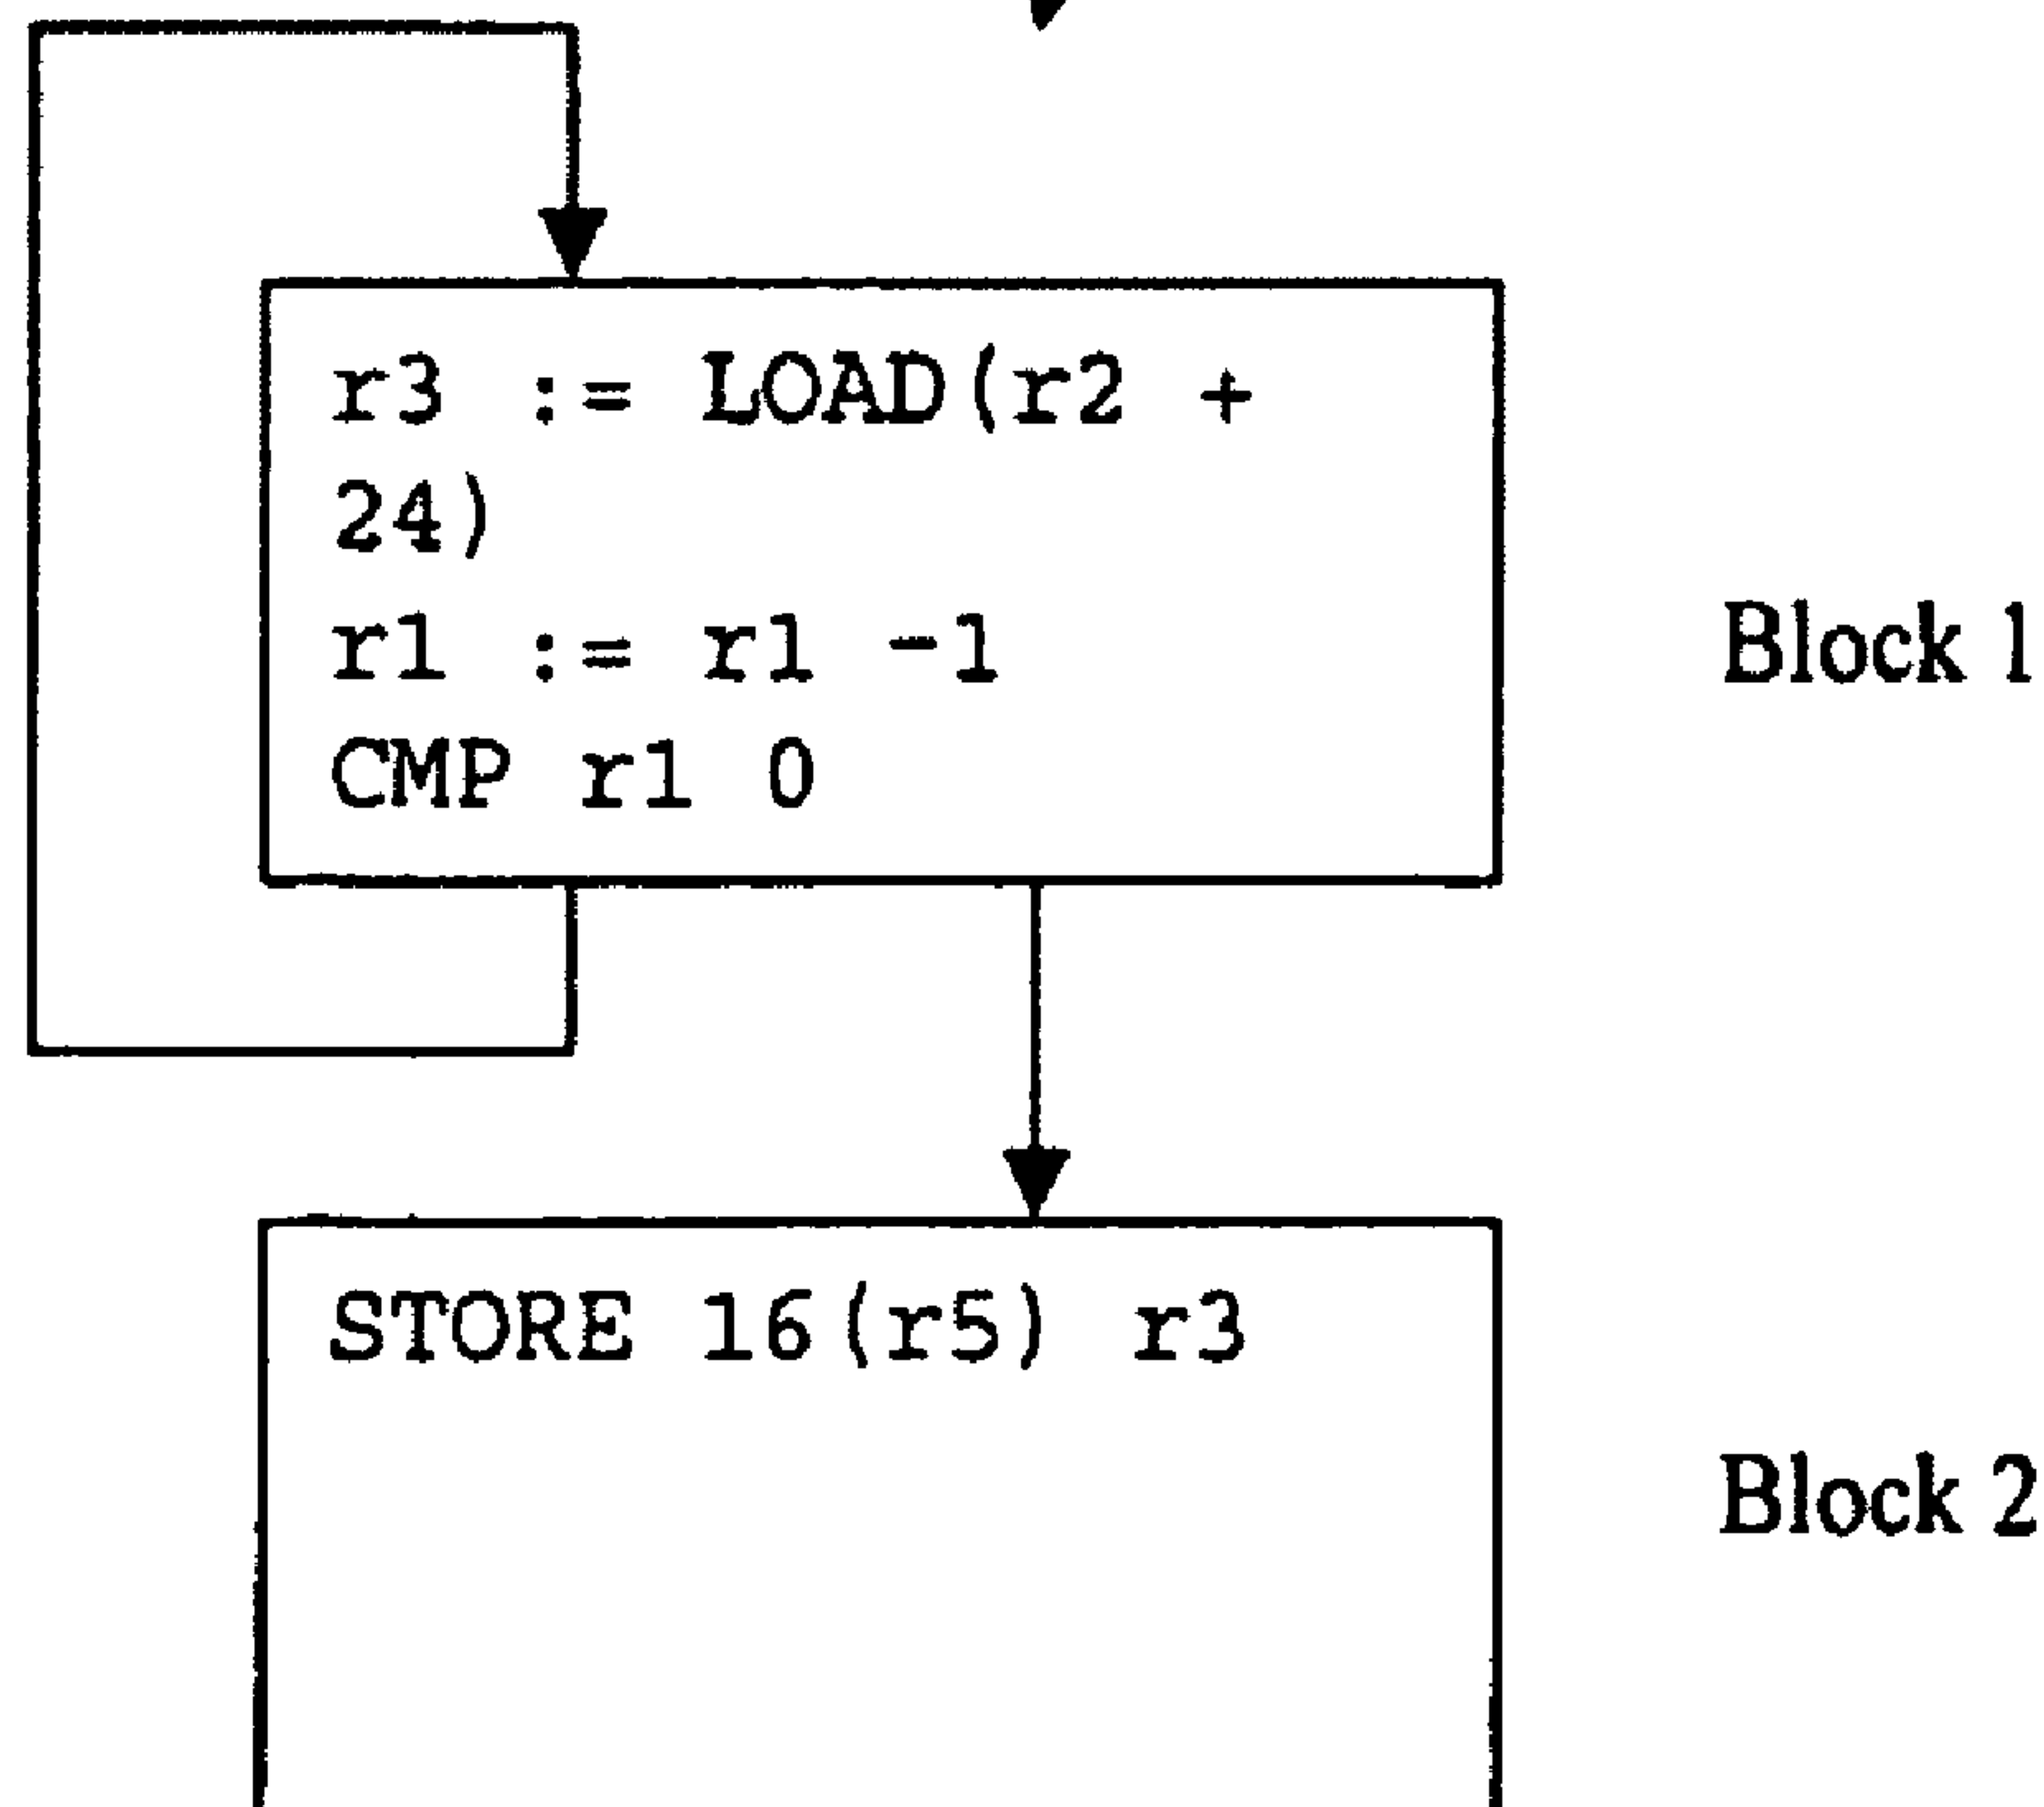 r3 := LOAD(r2 +
24)
r1 := r1 -1
CMP r1 0
Block 1
STORE 16(r5) r3
Block 2